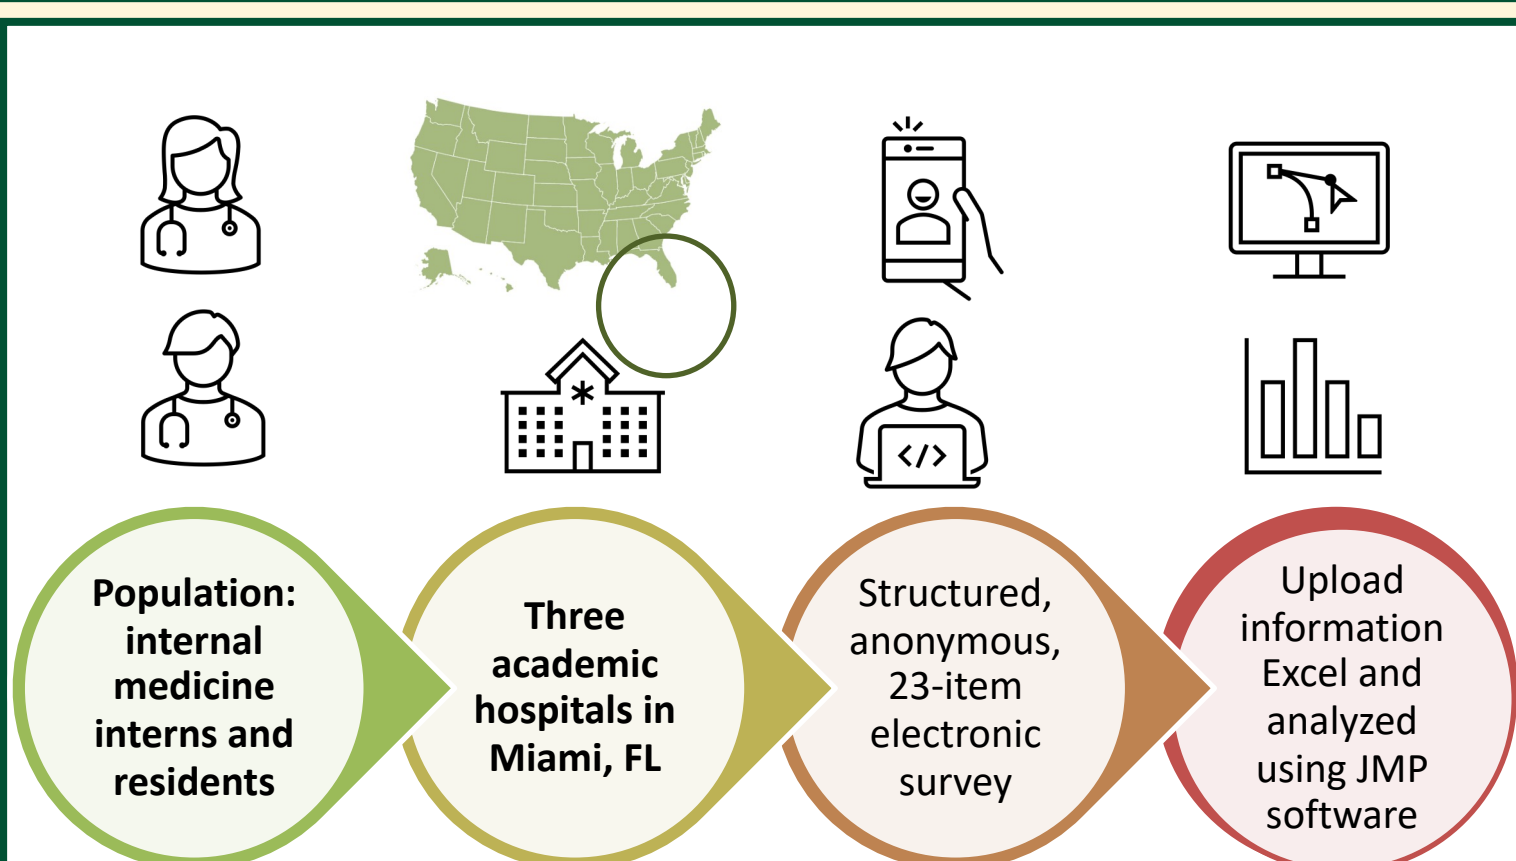 </>
Population:
internal
medicine
interns and
residents
Three
academic
hospitals in
Miami, FL
Structured,
anonymous,
23-item
electronic
survey
Upload
information
Excel and
analyzed
using JMP
software